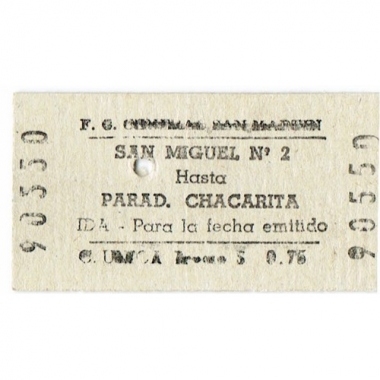 90550
F. G. GENERAL SAN MARTIN
SAN MIGUEL Nº 2
Hasta
PARAD. CHACARITA
IDA - Para la fecha emitido
C. UNICA $ 0.75
90550